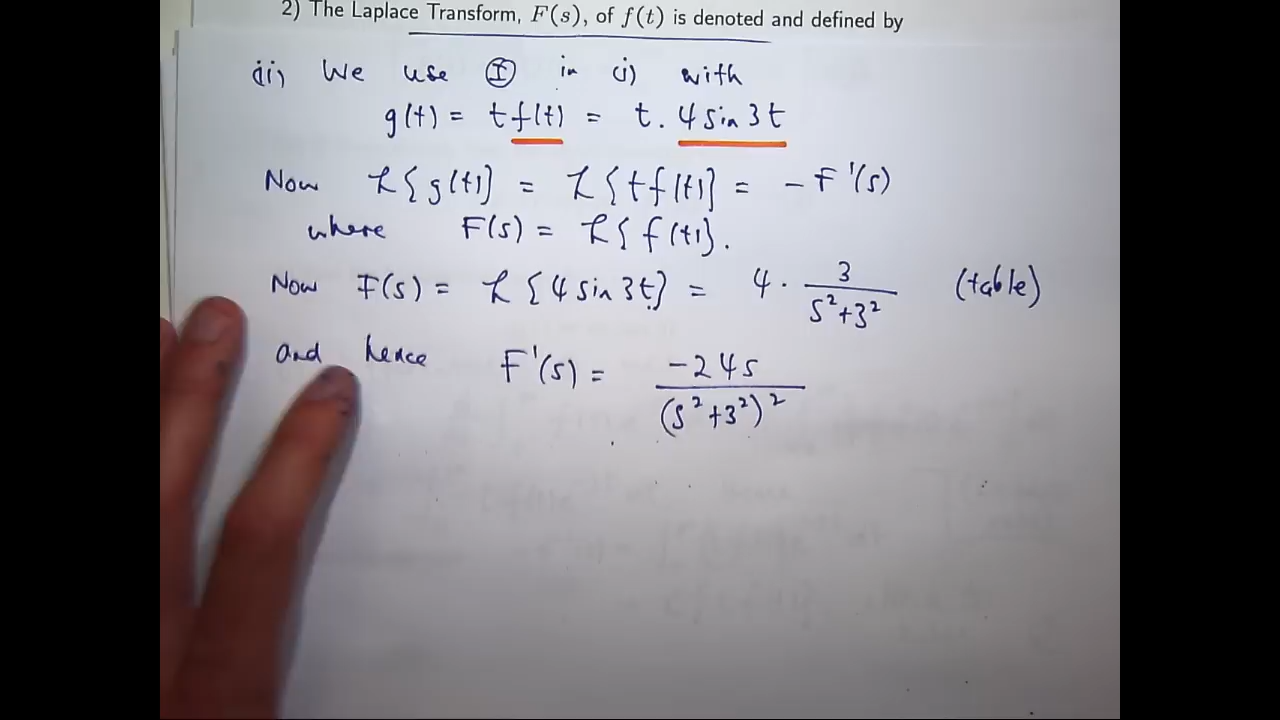 2) The Laplace Transform, F(s), of f(t) is denoted and defined by
(ii) We use Ⓘ in (i) with
g(t) = t f(t) = t . 4 sin 3t
Now ℒ{g(t)} = ℒ{t f(t)} = - F'(s)
where F(s) = ℒ{f(t)}.
Now F(s) = ℒ{4 sin 3t} = 4 · 3/(s²+3²) (table)
and hence F'(s) = -24s/(s²+3²)²